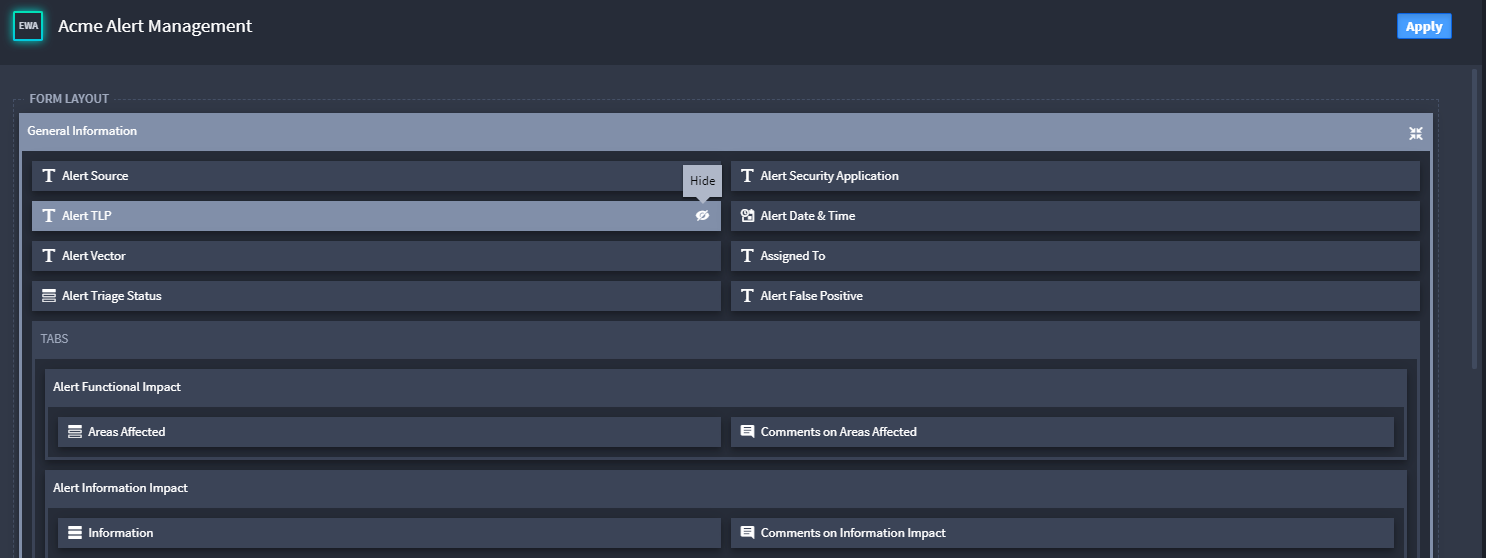 EWA Acme Alert Management
Apply
FORM LAYOUT
General Information
Alert Source
Hide
Alert Security Application
Alert TLP
Alert Date & Time
Alert Vector
Assigned To
Alert Triage Status
Alert False Positive
TABS
Alert Functional Impact
Areas Affected
Comments on Areas Affected
Alert Information Impact
Information
Comments on Information Impact